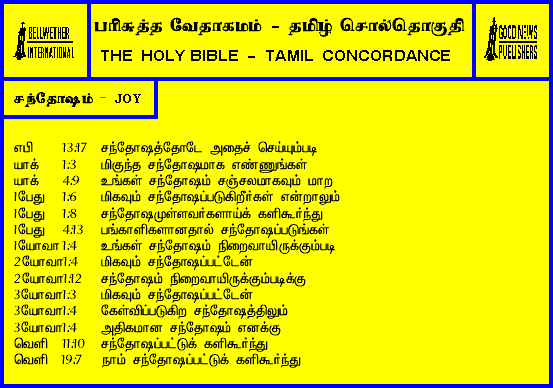 BELLWETHER
INTERNATIONAL
பரிசுத்த வேதாகமம் - தமிழ் சொல்தொகுதி
THE HOLY BIBLE - TAMIL CONCORDANCE
GOOD NEWS
PUBLISHERS
சந்தோஷம் - JOY
எபி 13:17 சந்தோஷத்தோடே அதைச் செய்யும்படி
யாக் 1:3 மிகுந்த சந்தோஷமாக எண்ணுங்கள்
யாக் 4:9 உங்கள் சந்தோஷம் சஞ்சலமாகவும் மாற
1பேது 1:6 மிகவும் சந்தோஷப்படுகிறீர்கள் என்றாலும்
1பேது 1:8 சந்தோஷமுள்ளவர்களாய்க் களிகூர்ந்து
1பேது 4:13 பங்காளிகளானதால் சந்தோஷப்படுங்கள்
1யோவா 1:4 உங்கள் சந்தோஷம் நிறைவாயிருக்கும்படி
2யோவா 1:4 மிகவும் சந்தோஷப்பட்டேன்
2யோவா 1:12 சந்தோஷம் நிறைவாயிருக்கும்படிக்கு
3யோவா 1:3 மிகவும் சந்தோஷப்பட்டேன்
3யோவா 1:4 கேள்விப்படுகிற சந்தோஷத்திலும்
3யோவா 1:4 அதிகமான சந்தோஷம் எனக்கு
வெளி 11:10 சந்தோஷப்பட்டுக் களிகூர்ந்து
வெளி 19:7 நாம் சந்தோஷப்பட்டுக் களிகூர்ந்து